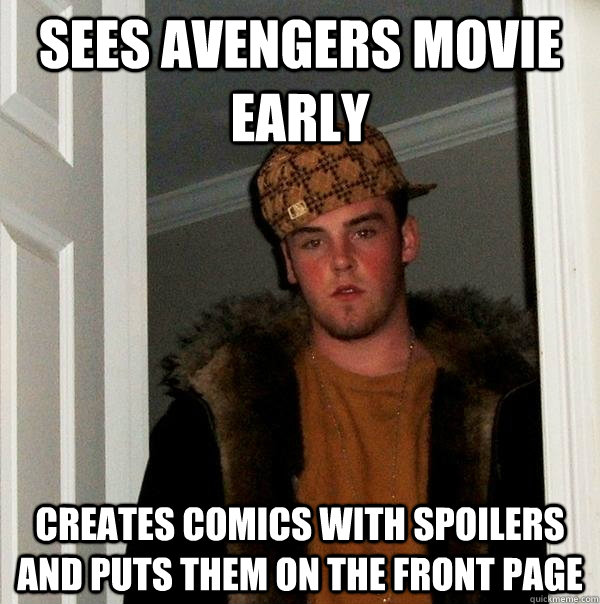 SEES AVENGERS MOVIE
EARLY
CREATES COMICS WITH SPOILERS
AND PUTS THEM ON THE FRONT PAGE
quickmeme.com